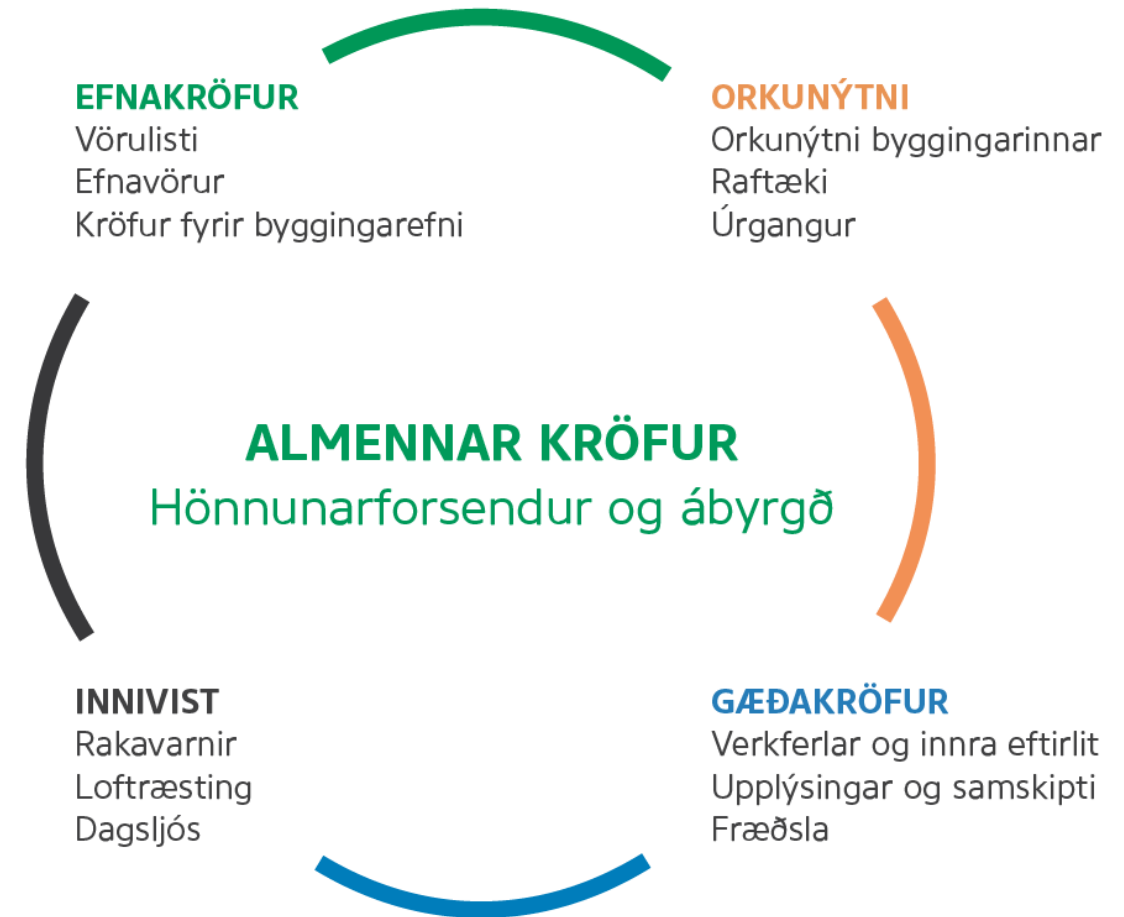 EFNAKRÖFUR
Vörulisti
Efnavörur
Kröfur fyrir byggingarefni
ORKUNÝTNI
Orkunýtni byggingarinnar
Raftæki
Úrgangur
ALMENNAR KRÖFUR
Hönnunarforsendur og ábyrgð
INNIVIST
Rakavarnir
Loftræsting
Dagsljós
GÆÐAKRÖFUR
Verkferlar og innra eftirlit
Upplýsingar og samskipti
Fræðsla